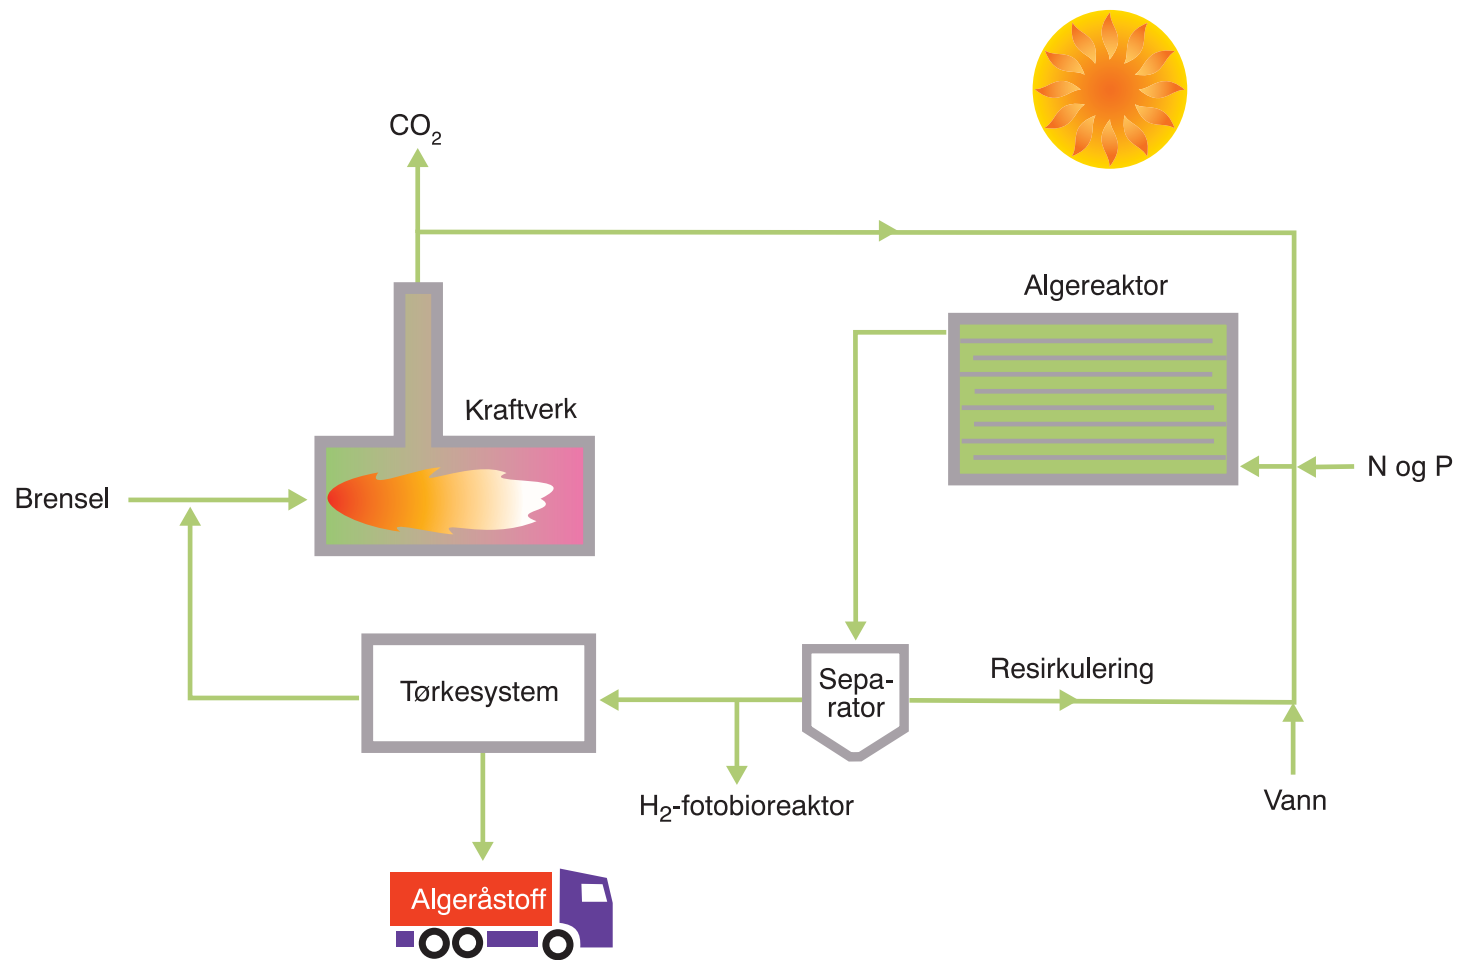 CO₂
Algereaktor
Kraftverk
N og P
Brensel
Resirkulering
Sepa-
rator
Tørkesystem
H₂-fotobioreaktor
Vann
Algeråstoff